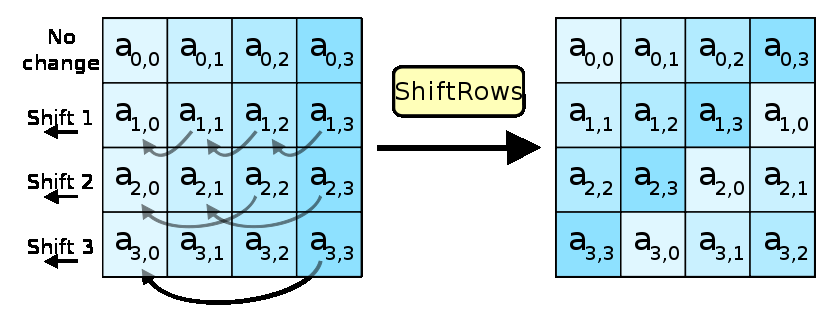 No
change
a0,0 a0,1 a0,2 a0,3
ShiftRows
a0,0 a0,1 a0,2 a0,3
Shift 1
a1,0 a1,1 a1,2 a1,3
a1,1 a1,2 a1,3 a1,0
Shift 2
a2,0 a2,1 a2,2 a2,3
a2,2 a2,3 a2,0 a2,1
Shift 3
a3,0 a3,1 a3,2 a3,3
a3,3 a3,0 a3,1 a3,2